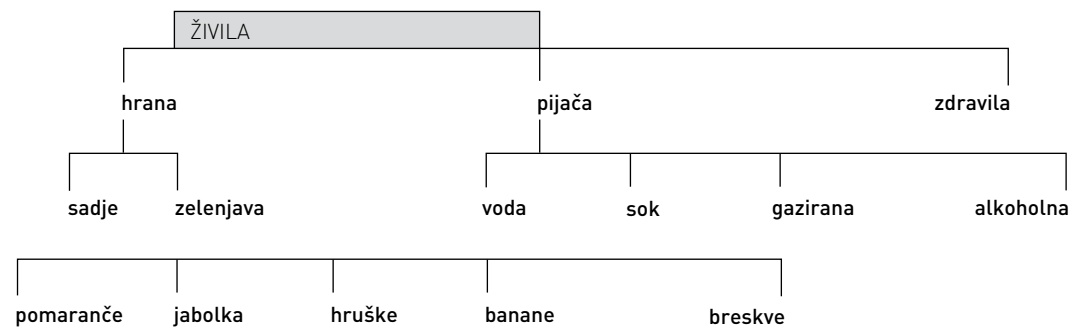 ŽIVILA
hrana pijača zdravila
sadje zelenjava voda sok gazirana alkoholna
pomaranče jabolka hruške banane breskve